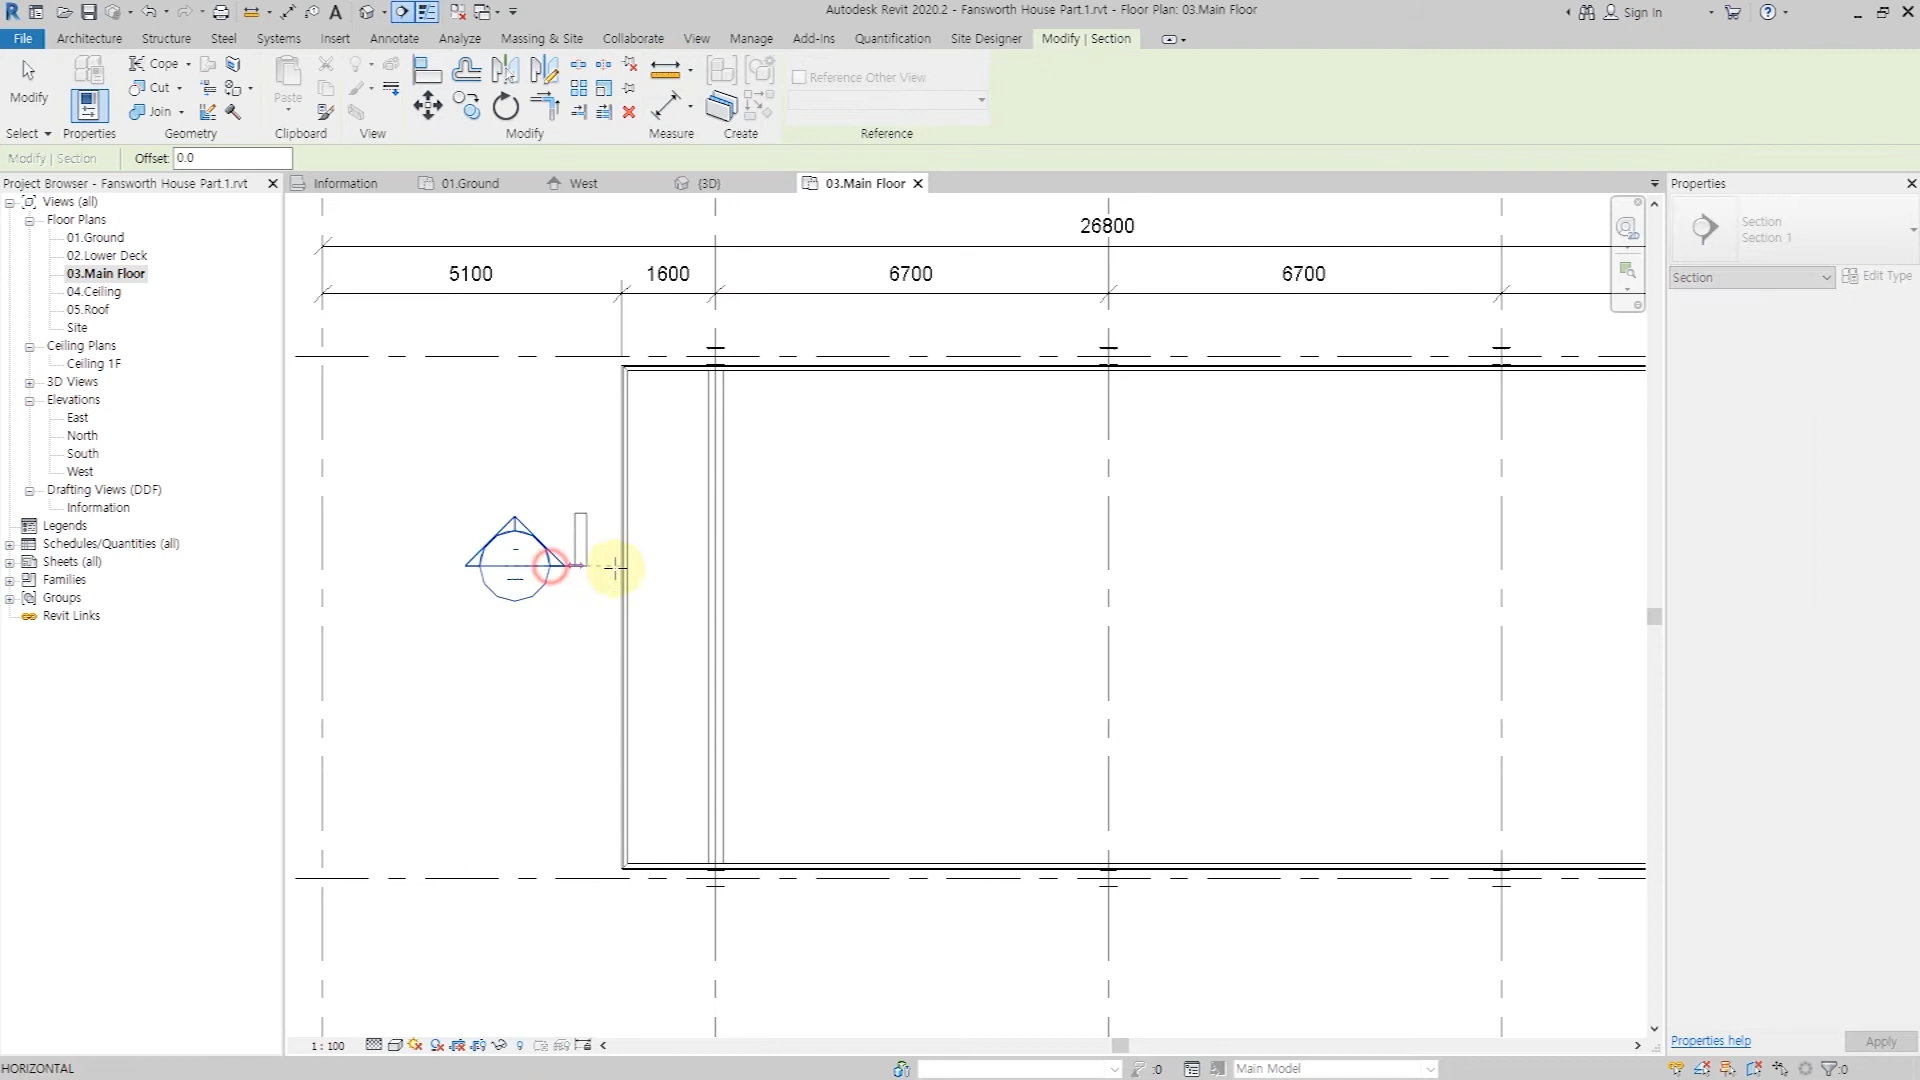 Autodesk Revit 2020.2 - Fansworth House Part.1.rvt - Floor Plan: 03.Main Floor
Sign In
File Architecture Structure Steel Systems Insert Annotate Analyze Massing & Site Collaborate View Manage Add-Ins Quantification Site Designer Modify | Section
Modify
Cope
Cut
Join
Paste
Reference Other View
Select Properties Geometry Clipboard View Modify Measure Create Reference
Modify | Section Offset: 0.0
Project Browser - Fansworth House Part.1.rvt
Information 01.Ground West {3D} 03.Main Floor
Properties
Views (all)
Floor Plans
01.Ground
02.Lower Deck
03.Main Floor
04.Ceiling
05.Roof
Site
Ceiling Plans
Ceiling 1F
3D Views
Elevations
East
North
South
West
Drafting Views (DDF)
Information
Legends
Schedules/Quantities (all)
Sheets (all)
Families
Groups
Revit Links
26800
5100 1600 6700 6700
2D
Section
Section 1
Section Edit Type
1 : 100
Properties help Apply
HORIZONTAL
:0
Main Model
:0